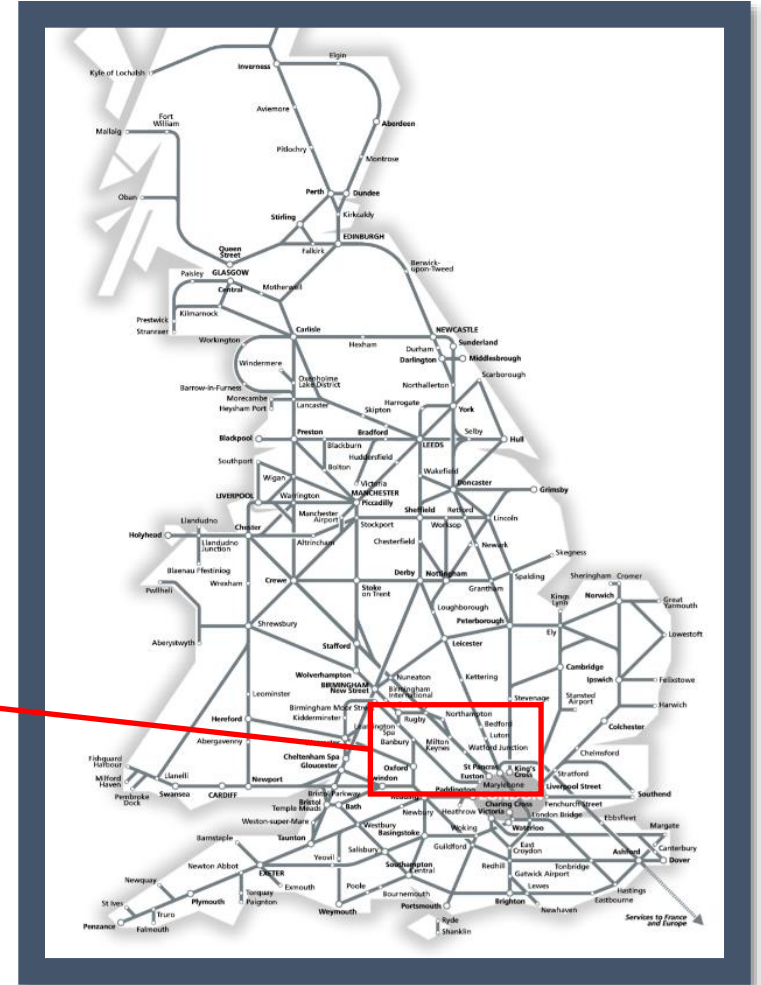 Elgin
Inverness
Kyle of Lochalsh
Aviemore
Fort
William
Mallaig
Aberdeen
Pitlochry
Montrose
Perth
Dundee
Oban
Stirling
Kirkcaldy
EDINBURGH
Queen
Street
Falkirk
Berwick-
upon-Tweed
Paisley
GLASGOW
Central
Motherwell
Prestwick
Kilmarnock
Stranraer
Carlisle
NEWCASTLE
Workington
Hexham
Sunderland
Durham
Darlington
Middlesbrough
Windermere
Scarborough
Oxenholme
Lake District
Barrow-in-Furness
Northallerton
Morecambe
Lancaster
Harrogate
Heysham Port
Skipton
York
Blackpool
Preston
Bradford
LEEDS
Selby
Hull
Blackburn
Southport
Huddersfield
Bolton
Wakefield
Wigan
Victoria
Doncaster
MANCHESTER
Piccadilly
Grimsby
LIVERPOOL
Warrington
Manchester
Airport
Sheffield
Retford
Lincoln
Llandudno
Stockport
Worksop
Holyhead
Chester
Llandudno
Junction
Altrincham
Chesterfield
Newark
Skegness
Blaenau Ffestiniog
Derby
Nottingham
Spalding
Sheringham
Cromer
Wrexham
Crewe
Stoke
on Trent
Grantham
Pwllheli
Kings
Lynn
Norwich
Great
Yarmouth
Loughborough
Peterborough
Shrewsbury
Ely
Lowestoft
Aberystwyth
Stafford
Leicester
Cambridge
Wolverhampton
BIRMINGHAM
New Street
Nuneaton
Kettering
Ipswich
Felixstowe
Birmingham
International
Leominster
Stevenage
Stansted
Airport
Harwich
Birmingham Moor Street
Northampton
Hereford
Kidderminster
Rugby
Bedford
Colchester
Leamington
Spa
Luton
Abergavenny
Banbury
Milton
Keynes
Watford Junction
Chelmsford
Cheltenham Spa
Gloucester
Fishguard
Harbour
Oxford
St Pancras
King's
Cross
Stratford
Llanelli
Euston
Milford
Haven
Newport
Swindon
Marylebone
Liverpool Street
Pembroke
Dock
Swansea
CARDIFF
Bristol Parkway
Paddington
Southend
Reading
Bristol
Temple Meads
Bath
Charing Cross
Fenchurch Street
Newbury
Heathrow
Victoria
London Bridge
Ebbsfleet
Weston-super-Mare
Westbury
Basingstoke
Woking
Waterloo
Margate
Barnstaple
Taunton
East
Croydon
Canterbury
Salisbury
Guildford
Ashford
Yeovil
Dover
Newton Abbot
Southampton
Central
Redhill
Tonbridge
EXETER
Gatwick Airport
Newquay
Exmouth
Poole
Lewes
Hastings
Torquay
Paignton
Bournemouth
Eastbourne
St Ives
Plymouth
Weymouth
Portsmouth
Brighton
Newhaven
Truro
Penzance
Falmouth
Ryde
Shanklin
Services to France
and Europe